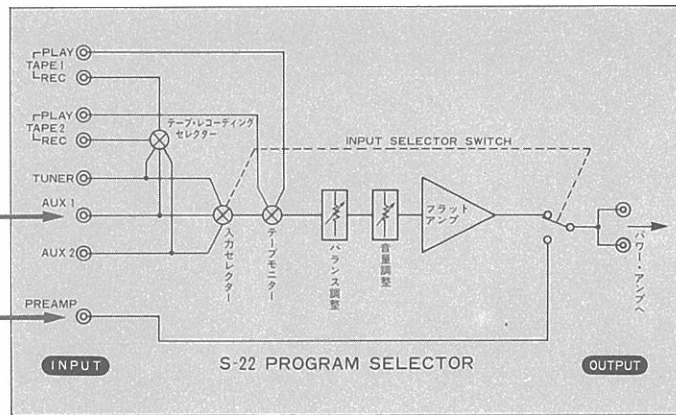 PLAY
TAPE 1
REC
PLAY
TAPE 2
REC
テープ・レコーディング
セレクター
INPUT SELECTOR SWITCH
TUNER
AUX 1
AUX 2
入力セレクター
テープモニター
バランス調整
音量調整
フラット
アンプ
パワー・アンプへ
PREAMP
INPUT
S-22 PROGRAM SELECTOR
OUTPUT